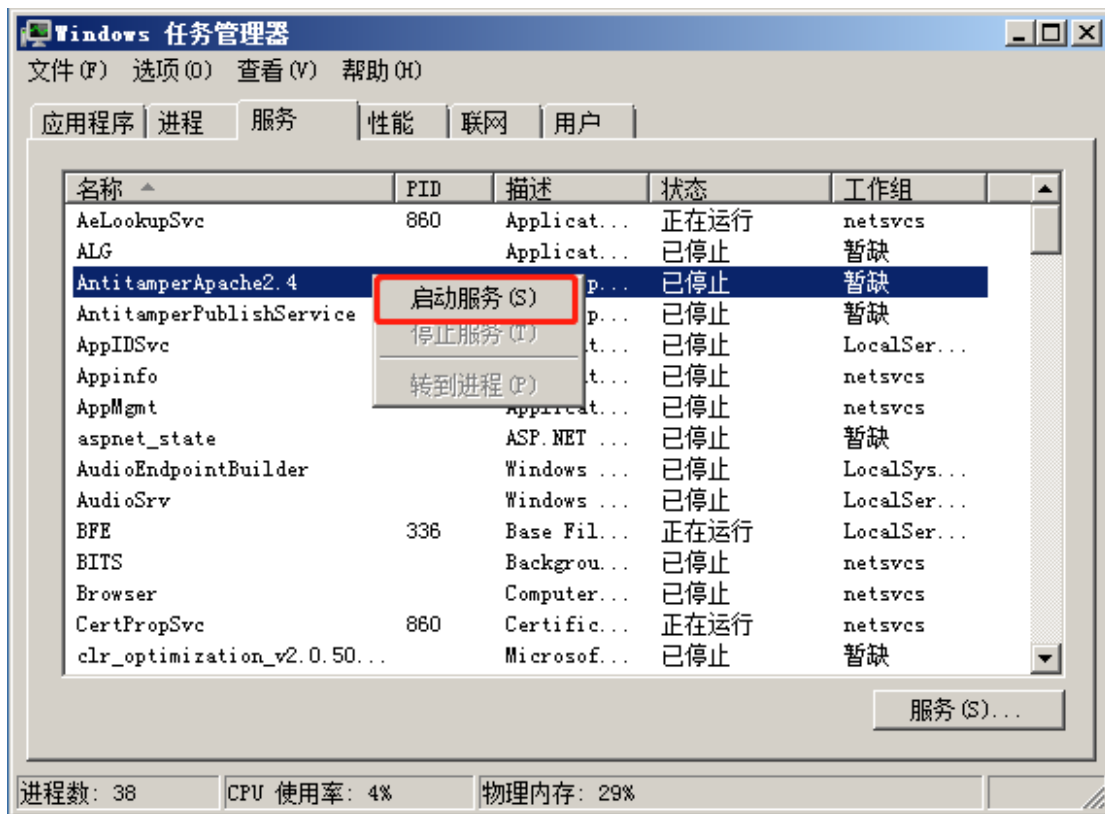 Windows 任务管理器
文件(F) 选项(O) 查看(V) 帮助(H)
应用程序 进程 服务 性能 联网 用户
名称 PID 描述 状态 工作组
AeLookupSvc 860 Applicat... 正在运行 netsvcs
ALG Applicat... 已停止 暂缺
AntitamperApache2.4 p... 已停止 暂缺
启动服务(S)
AntitamperPublishService p... 已停止 暂缺
停止服务(T)
AppIDSvc t... 已停止 LocalSer...
Appinfo t... 已停止 netsvcs
转到进程(P)
AppMgmt Applicat... 已停止 netsvcs
aspnet_state ASP.NET ... 已停止 暂缺
AudioEndpointBuilder Windows ... 已停止 LocalSys...
AudioSrv Windows ... 已停止 LocalSer...
BFE 336 Base Fil... 正在运行 LocalSer...
BITS Backgrou... 已停止 netsvcs
Browser Computer... 已停止 netsvcs
CertPropSvc 860 Certific... 正在运行 netsvcs
clr_optimization_v2.0.50... Microsof... 已停止 暂缺
服务(S)...
进程数: 38 CPU 使用率: 4% 物理内存: 29%